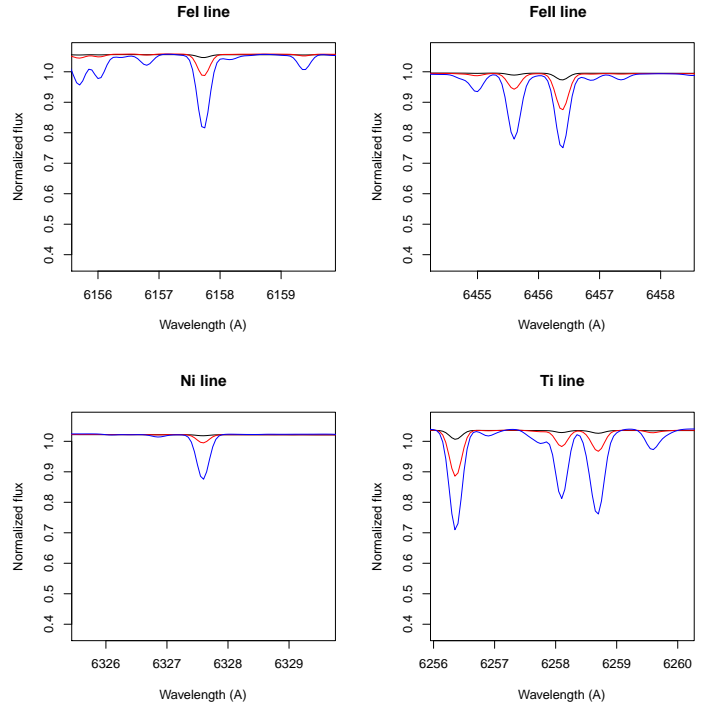 FeI line
Normalized flux
0.4 0.5 0.6 0.7 0.8 0.9 1.0
6156 6157 6158 6159
Wavelength (A)
FeII line
Normalized flux
0.4 0.5 0.6 0.7 0.8 0.9 1.0
6455 6456 6457 6458
Wavelength (A)
Ni line
Normalized flux
0.4 0.5 0.6 0.7 0.8 0.9 1.0
6326 6327 6328 6329
Wavelength (A)
Ti line
Normalized flux
0.4 0.5 0.6 0.7 0.8 0.9 1.0
6256 6257 6258 6259 6260
Wavelength (A)